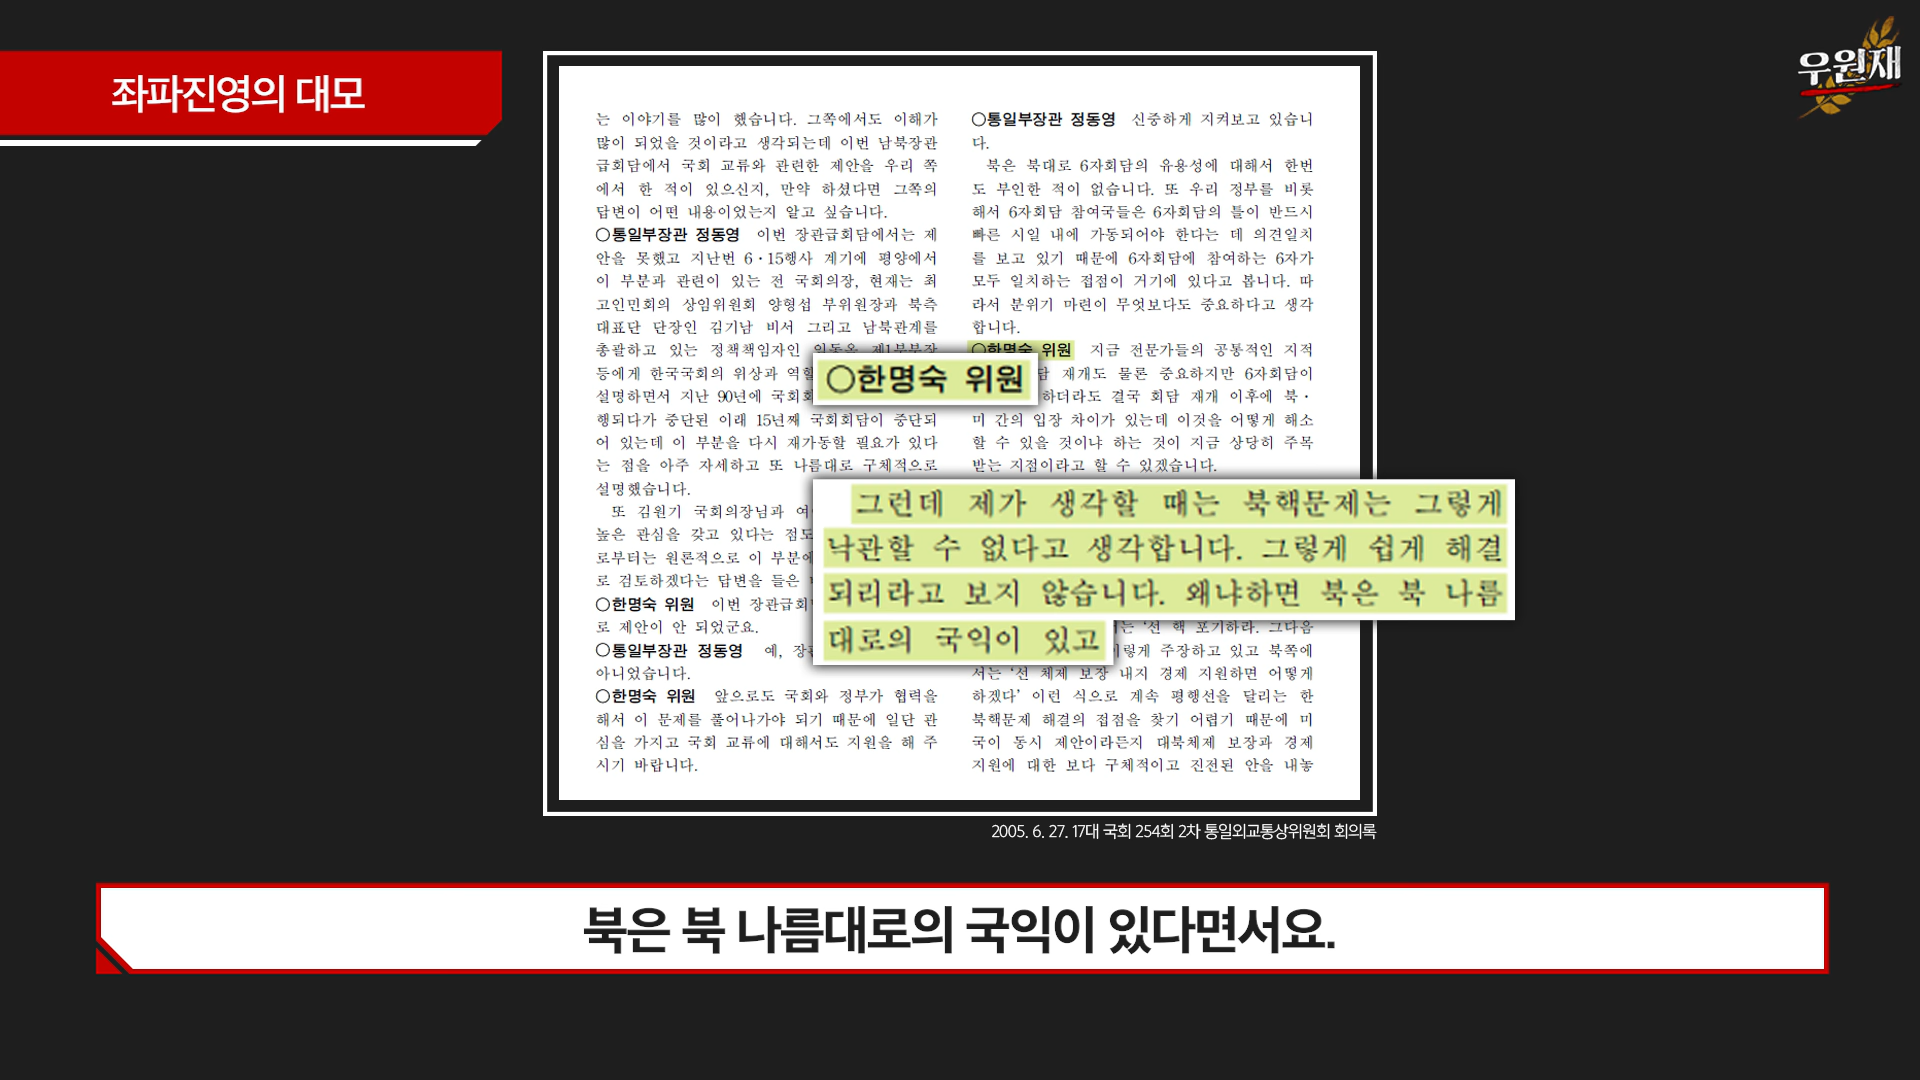 좌파진영의 대모
우원재
는 이야기를 많이 했습니다. 그쪽에서도 이해가
많이 되었을 것이라고 생각되는데 이번 남북장관
급회담에서 국회 교류와 관련한 제안을 우리 쪽
에서 한 적이 있으신지, 만약 하셨다면 그쪽의
답변이 어떤 내용이었는지 알고 싶습니다.
○통일부장관 정동영 이번 장관급회담에서는 제
안을 못했고 지난번 6·15행사 계기에 평양에서
이 부분과 관련이 있는 전 국회의장, 현재는 최
고인민회의 상임위원회 양형섭 부위원장과 북측
대표단 단장인 김기남 비서 그리고 남북관계를
총괄하고 있는 정책책임자인 임동옥 제1부부장
등에게 한국국회의 위상과 역할
설명하면서 지난 90년에 국회회
행되다가 중단된 이래 15년째 국회회담이 중단되
어 있는데 이 부분을 다시 재가동할 필요가 있다
는 점을 아주 자세하고 또 나름대로 구체적으로
설명했습니다.
또 김원기 국회의장님과 여
높은 관심을 갖고 있다는 점도
로부터는 원론적으로 이 부분에
로 검토하겠다는 답변을 들은
○한명숙 위원 이번 장관급회
로 제안이 안 되었군요.
○통일부장관 정동영 예, 장
아니었습니다.
○한명숙 위원 앞으로도 국회와 정부가 협력을
해서 이 문제를 풀어나가야 되기 때문에 일단 관
심을 가지고 국회 교류에 대해서도 지원을 해 주
시기 바랍니다.
○통일부장관 정동영 신중하게 지켜보고 있습니
다.
북은 북대로 6자회담의 유용성에 대해서 한번
도 부인한 적이 없습니다. 또 우리 정부를 비롯
해서 6자회담 참여국들은 6자회담의 틀이 반드시
빠른 시일 내에 가동되어야 한다는 데 의견일치
를 보고 있기 때문에 6자회담에 참여하는 6자가
모두 일치하는 접점이 거기에 있다고 봅니다. 따
라서 분위기 마련이 무엇보다도 중요하다고 생각
합니다.
○한명숙 위원 지금 전문가들의 공통적인 지적
○한명숙 위원
담 재개도 물론 중요하지만 6자회담이
하더라도 결국 회담 재개 이후에 북·
미 간의 입장 차이가 있는데 이것을 어떻게 해소
할 수 있을 것이냐 하는 것이 지금 상당히 주목
받는 지점이라고 할 수 있겠습니다.
그런데 제가 생각할 때는 북핵문제는 그렇게
낙관할 수 없다고 생각합니다. 그렇게 쉽게 해결
되리라고 보지 않습니다. 왜냐하면 북은 북 나름
대로의 국익이 있고
는 '선 핵 포기하라. 그다음
이렇게 주장하고 있고 북쪽에
서는 '선 체제 보장 내지 경제 지원하면 어떻게
하겠다' 이런 식으로 계속 평행선을 달리는 한
북핵문제 해결의 접점을 찾기 어렵기 때문에 미
국이 동시 제안이라든지 대북체제 보장과 경제
지원에 대한 보다 구체적이고 진전된 안을 내놓
2005. 6. 27. 17대 국회 254회 2차 통일외교통상위원회 회의록
북은 북 나름대로의 국익이 있다면서요.